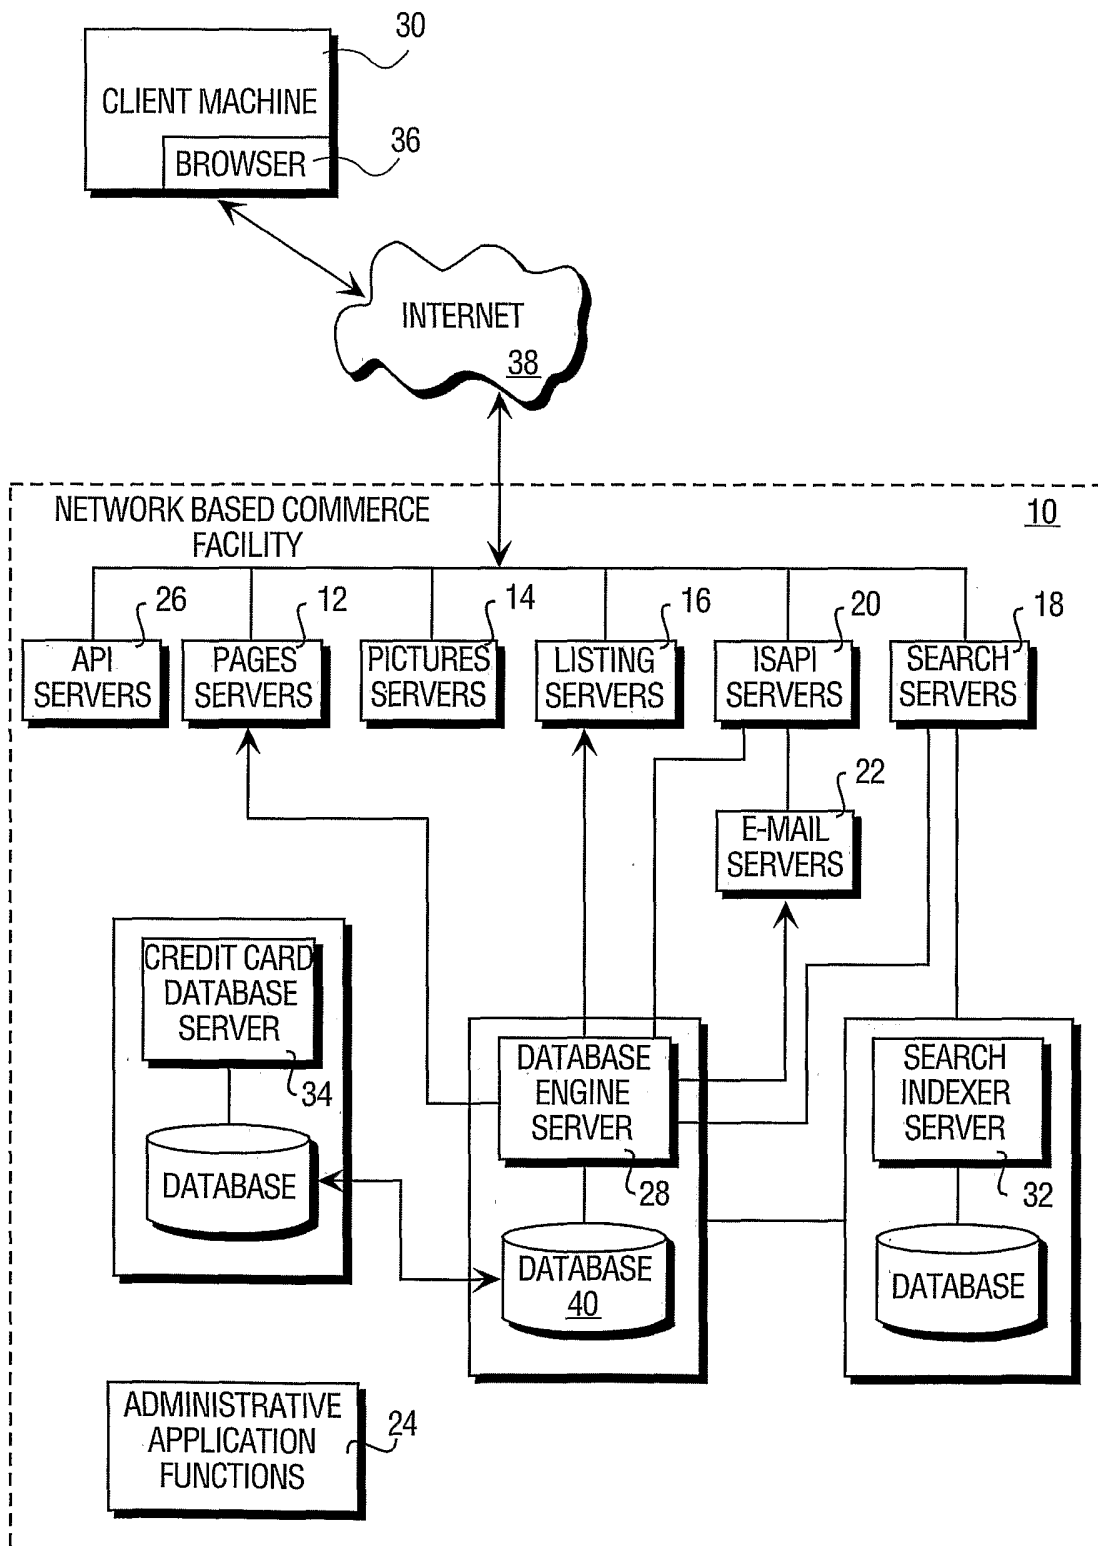 30
CLIENT MACHINE
BROWSER
36
INTERNET
38
NETWORK BASED COMMERCE
FACILITY
10
26
12
14
16
20
18
API
SERVERS
PAGES
SERVERS
PICTURES
SERVERS
LISTING
SERVERS
ISAPI
SERVERS
SEARCH
SERVERS
22
E-MAIL
SERVERS
CREDIT CARD
DATABASE
SERVER
34
DATABASE
DATABASE
ENGINE
SERVER
28
DATABASE
40
SEARCH
INDEXER
SERVER
32
DATABASE
ADMINISTRATIVE
APPLICATION
FUNCTIONS
24